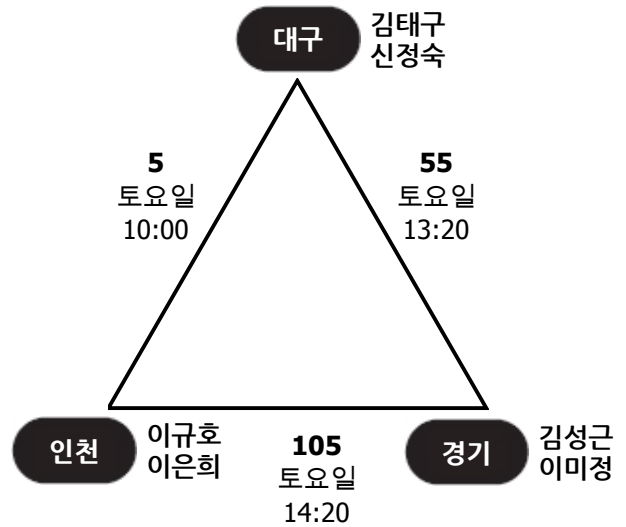 대구
김태구
신정숙
5
토요일
10:00
55
토요일
13:20
인천
이규호
이은희
105
토요일
14:20
경기
김성근
이미정